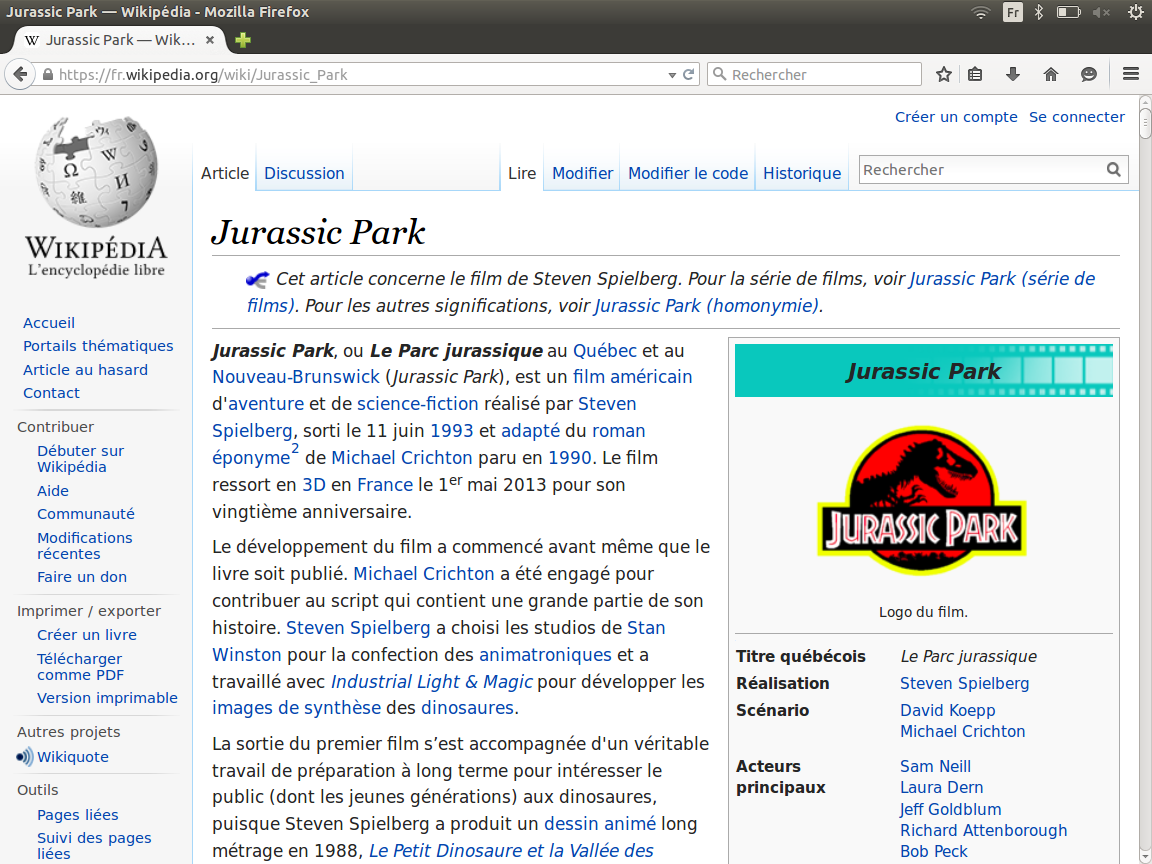 Jurassic Park — Wikipédia - Mozilla Firefox
Fr
W Jurassic Park — Wik...
https://fr.wikipedia.org/wiki/Jurassic_Park
Rechercher
Créer un compte Se connecter
Article Discussion Lire Modifier Modifier le code Historique Rechercher
WIKIPÉDIA
L'encyclopédie libre
Accueil
Portails thématiques
Article au hasard
Contact
Contribuer
Débuter sur
Wikipédia
Aide
Communauté
Modifications
récentes
Faire un don
Imprimer / exporter
Créer un livre
Télécharger
comme PDF
Version imprimable
Autres projets
Wikiquote
Outils
Pages liées
Suivi des pages
liées
Jurassic Park
Cet article concerne le film de Steven Spielberg. Pour la série de films, voir Jurassic Park (série de
films). Pour les autres significations, voir Jurassic Park (homonymie).
Jurassic Park, ou Le Parc jurassique au Québec et au
Nouveau-Brunswick (Jurassic Park), est un film américain
d'aventure et de science-fiction réalisé par Steven
Spielberg, sorti le 11 juin 1993 et adapté du roman
éponyme2 de Michael Crichton paru en 1990. Le film
ressort en 3D en France le 1er mai 2013 pour son
vingtième anniversaire.
Le développement du film a commencé avant même que le
livre soit publié. Michael Crichton a été engagé pour
contribuer au script qui contient une grande partie de son
histoire. Steven Spielberg a choisi les studios de Stan
Winston pour la confection des animatroniques et a
travaillé avec Industrial Light & Magic pour développer les
images de synthèse des dinosaures.
La sortie du premier film s’est accompagnée d'un véritable
travail de préparation à long terme pour intéresser le
public (dont les jeunes générations) aux dinosaures,
puisque Steven Spielberg a produit un dessin animé long
métrage en 1988, Le Petit Dinosaure et la Vallée des
Jurassic Park
JURASSIC PARK
Logo du film.
Titre québécois Le Parc jurassique
Réalisation Steven Spielberg
Scénario David Koepp
Michael Crichton
Acteurs Sam Neill
principaux Laura Dern
Jeff Goldblum
Richard Attenborough
Bob Peck